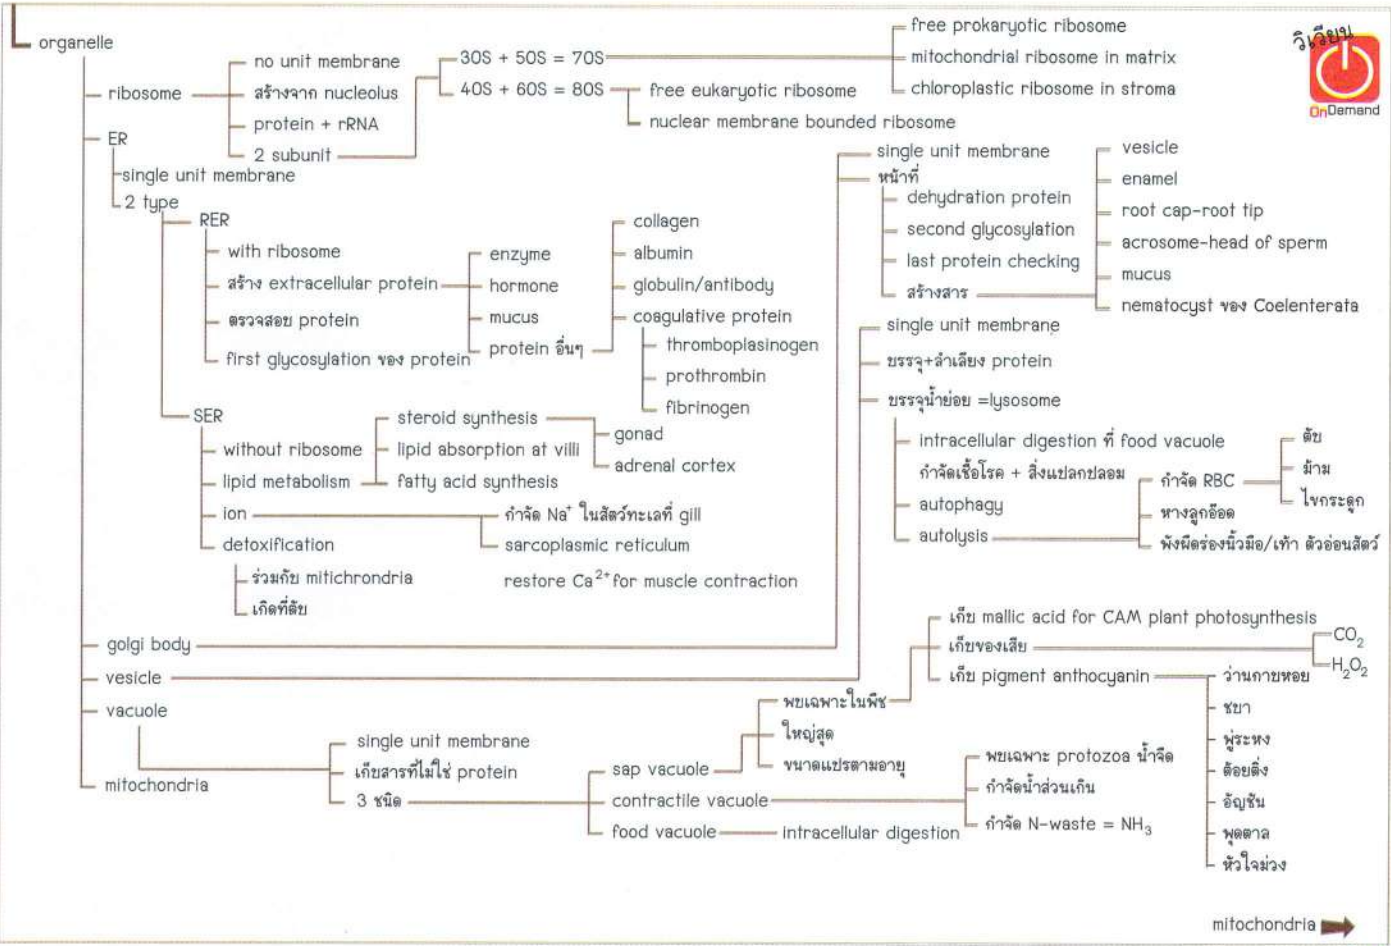 organelle
ribosome
no unit membrane
สร้างจาก nucleolus
protein + rRNA
2 subunit
30S + 50S = 70S
free prokaryotic ribosome
mitochondrial ribosome in matrix
chloroplastic ribosome in stroma
40S + 60S = 80S
free eukaryotic ribosome
nuclear membrane bounded ribosome
วิเวียน
OnDemand
ER
single unit membrane
2 type
RER
with ribosome
สร้าง extracellular protein
enzyme
hormone
mucus
protein อื่นๆ
collagen
albumin
globulin/antibody
coagulative protein
thromboplasinogen
prothrombin
fibrinogen
ตรวจสอบ protein
first glycosylation ของ protein
SER
without ribosome
lipid metabolism
steroid synthesis
gonad
adrenal cortex
lipid absorption at villi
fatty acid synthesis
ion
กำจัด Na⁺ ในสัตว์ทะเลที่ gill
sarcoplasmic reticulum
restore Ca²⁺ for muscle contraction
detoxification
ร่วมกับ mitichrondria
เกิดที่ตับ
golgi body
single unit membrane
หน้าที่
dehydration protein
second glycosylation
last protein checking
สร้างสาร
vesicle
enamel
root cap-root tip
acrosome-head of sperm
mucus
nematocyst ของ Coelenterata
vesicle
single unit membrane
บรรจุ+ลำเลียง protein
บรรจุน้ำย่อย =lysosome
intracellular digestion ที่ food vacuole
กำจัดเชื้อโรค + สิ่งแปลกปลอม
autophagy
autolysis
กำจัด RBC
ตับ
ม้าม
ไขกระดูก
หางลูกอ๊อด
พังผืดร่องนิ้วมือ/เท้า ตัวอ่อนสัตว์
vacuole
single unit membrane
เก็บสารที่ไม่ใช่ protein
3 ชนิด
sap vacuole
พบเฉพาะในพืช
เก็บ mallic acid for CAM plant photosynthesis
เก็บของเสีย
CO₂
H₂O₂
เก็บ pigment anthocyanin
ว่านกาบหอย
ชบา
พู่ระหง
ต้อยติ่ง
อัญชัน
พุดตาล
หัวใจม่วง
ใหญ่สุด
ขนาดแปรตามอายุ
contractile vacuole
พบเฉพาะ protozoa น้ำจืด
กำจัดน้ำส่วนเกิน
กำจัด N-waste = NH₃
food vacuole
intracellular digestion
mitochondria
mitochondria